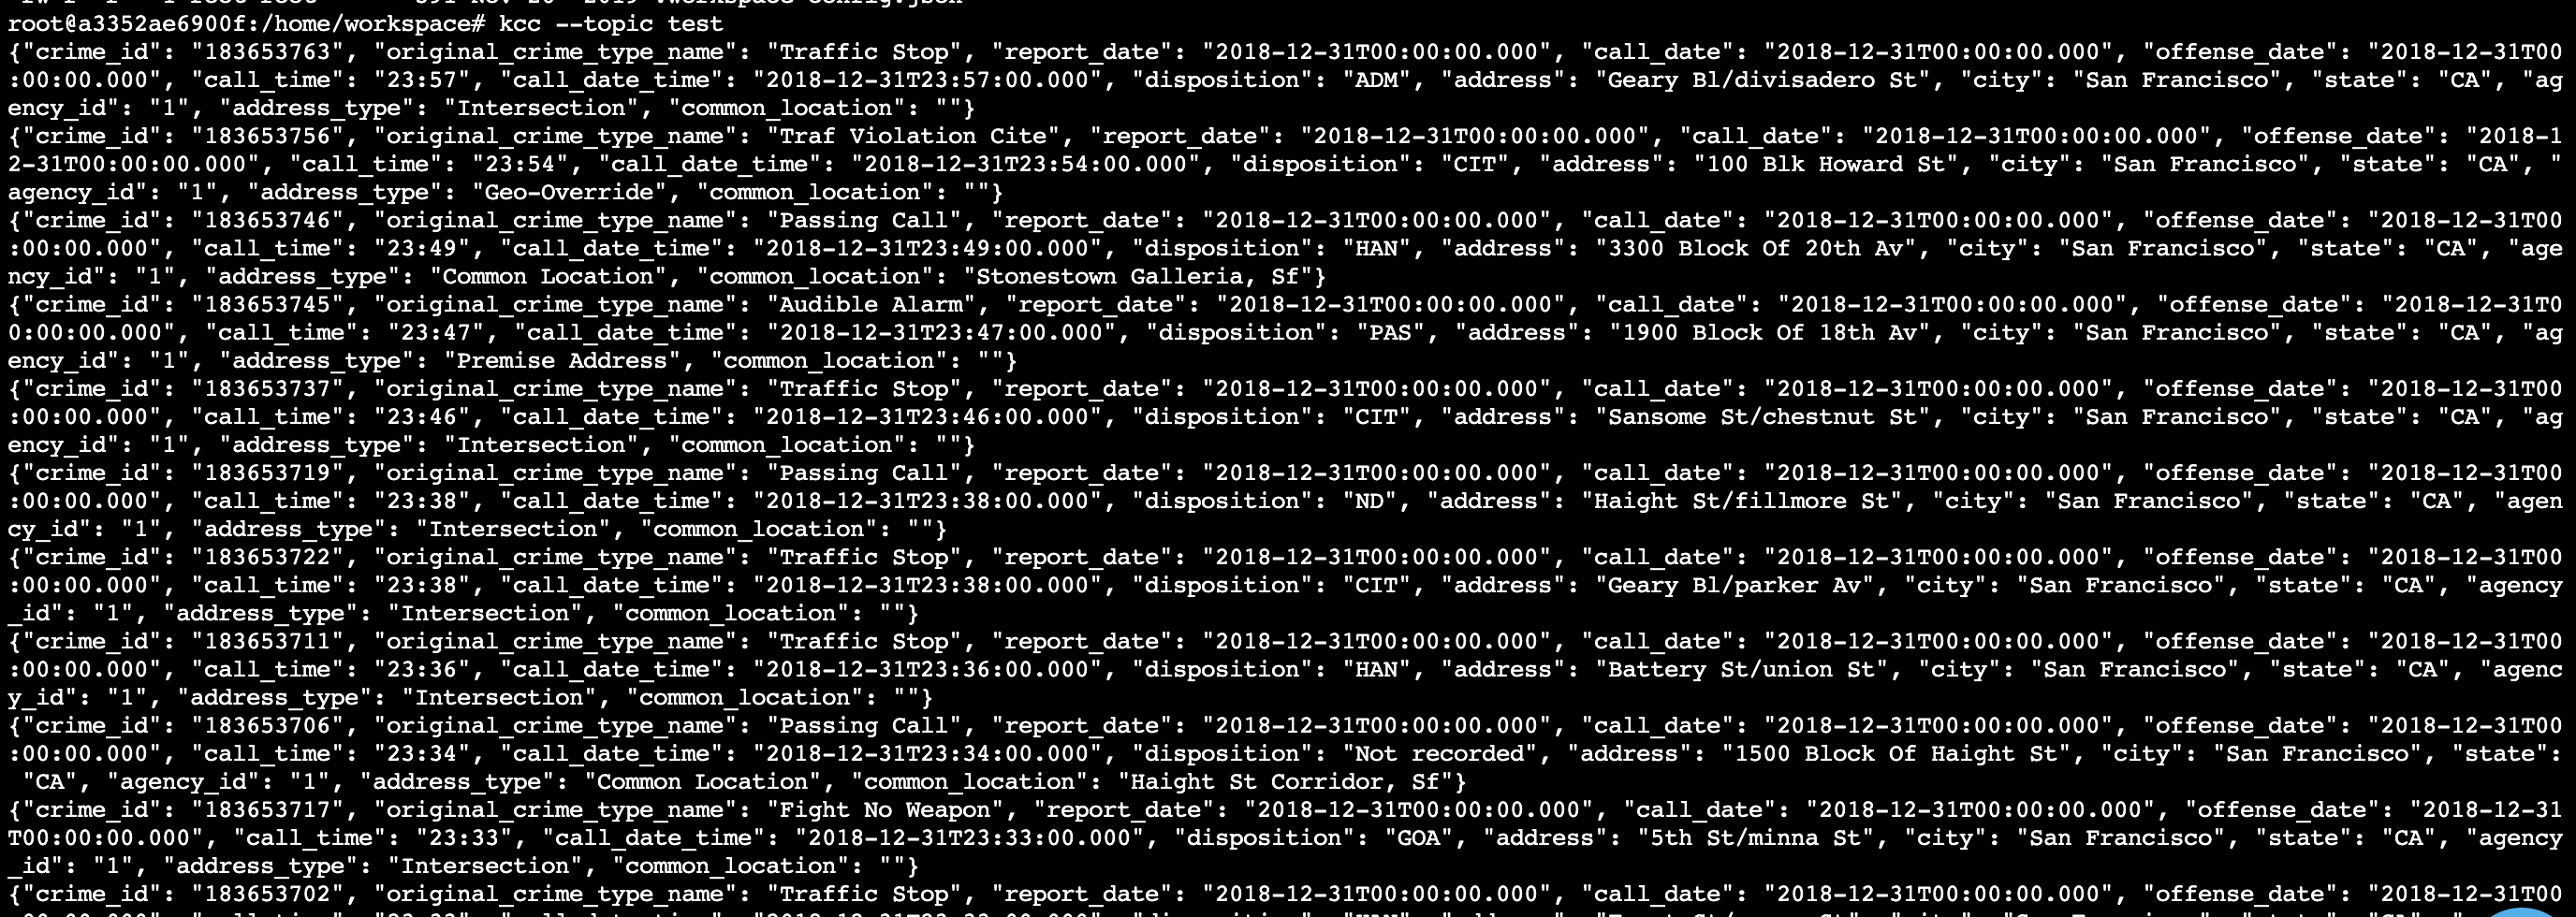 root@a3352ae6900f:/home/workspace# kcc --topic test
{"crime_id": "183653763", "original_crime_type_name": "Traffic Stop", "report_date": "2018-12-31T00:00:00.000", "call_date": "2018-12-31T00:00:00.000", "offense_date": "2018-12-31T00
:00:00.000", "call_time": "23:57", "call_date_time": "2018-12-31T23:57:00.000", "disposition": "ADM", "address": "Geary Bl/divisadero St", "city": "San Francisco", "state": "CA", "ag
ency_id": "1", "address_type": "Intersection", "common_location": ""}
{"crime_id": "183653756", "original_crime_type_name": "Traf Violation Cite", "report_date": "2018-12-31T00:00:00.000", "call_date": "2018-12-31T00:00:00.000", "offense_date": "2018-1
2-31T00:00:00.000", "call_time": "23:54", "call_date_time": "2018-12-31T23:54:00.000", "disposition": "CIT", "address": "100 Blk Howard St", "city": "San Francisco", "state": "CA", "
agency_id": "1", "address_type": "Geo-Override", "common_location": ""}
{"crime_id": "183653746", "original_crime_type_name": "Passing Call", "report_date": "2018-12-31T00:00:00.000", "call_date": "2018-12-31T00:00:00.000", "offense_date": "2018-12-31T00
:00:00.000", "call_time": "23:49", "call_date_time": "2018-12-31T23:49:00.000", "disposition": "HAN", "address": "3300 Block Of 20th Av", "city": "San Francisco", "state": "CA", "age
ncy_id": "1", "address_type": "Common Location", "common_location": "Stonestown Galleria, Sf"}
{"crime_id": "183653745", "original_crime_type_name": "Audible Alarm", "report_date": "2018-12-31T00:00:00.000", "call_date": "2018-12-31T00:00:00.000", "offense_date": "2018-12-31T0
0:00:00.000", "call_time": "23:47", "call_date_time": "2018-12-31T23:47:00.000", "disposition": "PAS", "address": "1900 Block Of 18th Av", "city": "San Francisco", "state": "CA", "ag
ency_id": "1", "address_type": "Premise Address", "common_location": ""}
{"crime_id": "183653737", "original_crime_type_name": "Traffic Stop", "report_date": "2018-12-31T00:00:00.000", "call_date": "2018-12-31T00:00:00.000", "offense_date": "2018-12-31T00
:00:00.000", "call_time": "23:46", "call_date_time": "2018-12-31T23:46:00.000", "disposition": "CIT", "address": "Sansome St/chestnut St", "city": "San Francisco", "state": "CA", "ag
ency_id": "1", "address_type": "Intersection", "common_location": ""}
{"crime_id": "183653719", "original_crime_type_name": "Passing Call", "report_date": "2018-12-31T00:00:00.000", "call_date": "2018-12-31T00:00:00.000", "offense_date": "2018-12-31T00
:00:00.000", "call_time": "23:38", "call_date_time": "2018-12-31T23:38:00.000", "disposition": "ND", "address": "Haight St/fillmore St", "city": "San Francisco", "state": "CA", "agen
cy_id": "1", "address_type": "Intersection", "common_location": ""}
{"crime_id": "183653722", "original_crime_type_name": "Traffic Stop", "report_date": "2018-12-31T00:00:00.000", "call_date": "2018-12-31T00:00:00.000", "offense_date": "2018-12-31T00
:00:00.000", "call_time": "23:38", "call_date_time": "2018-12-31T23:38:00.000", "disposition": "CIT", "address": "Geary Bl/parker Av", "city": "San Francisco", "state": "CA", "agency
_id": "1", "address_type": "Intersection", "common_location": ""}
{"crime_id": "183653711", "original_crime_type_name": "Traffic Stop", "report_date": "2018-12-31T00:00:00.000", "call_date": "2018-12-31T00:00:00.000", "offense_date": "2018-12-31T00
:00:00.000", "call_time": "23:36", "call_date_time": "2018-12-31T23:36:00.000", "disposition": "HAN", "address": "Battery St/union St", "city": "San Francisco", "state": "CA", "agenc
y_id": "1", "address_type": "Intersection", "common_location": ""}
{"crime_id": "183653706", "original_crime_type_name": "Passing Call", "report_date": "2018-12-31T00:00:00.000", "call_date": "2018-12-31T00:00:00.000", "offense_date": "2018-12-31T00
:00:00.000", "call_time": "23:34", "call_date_time": "2018-12-31T23:34:00.000", "disposition": "Not recorded", "address": "1500 Block Of Haight St", "city": "San Francisco", "state":
 "CA", "agency_id": "1", "address_type": "Common Location", "common_location": "Haight St Corridor, Sf"}
{"crime_id": "183653717", "original_crime_type_name": "Fight No Weapon", "report_date": "2018-12-31T00:00:00.000", "call_date": "2018-12-31T00:00:00.000", "offense_date": "2018-12-31
T00:00:00.000", "call_time": "23:33", "call_date_time": "2018-12-31T23:33:00.000", "disposition": "GOA", "address": "5th St/minna St", "city": "San Francisco", "state": "CA", "agency
_id": "1", "address_type": "Intersection", "common_location": ""}
{"crime_id": "183653702", "original_crime_type_name": "Traffic Stop", "report_date": "2018-12-31T00:00:00.000", "call_date": "2018-12-31T00:00:00.000", "offense_date": "2018-12-31T00